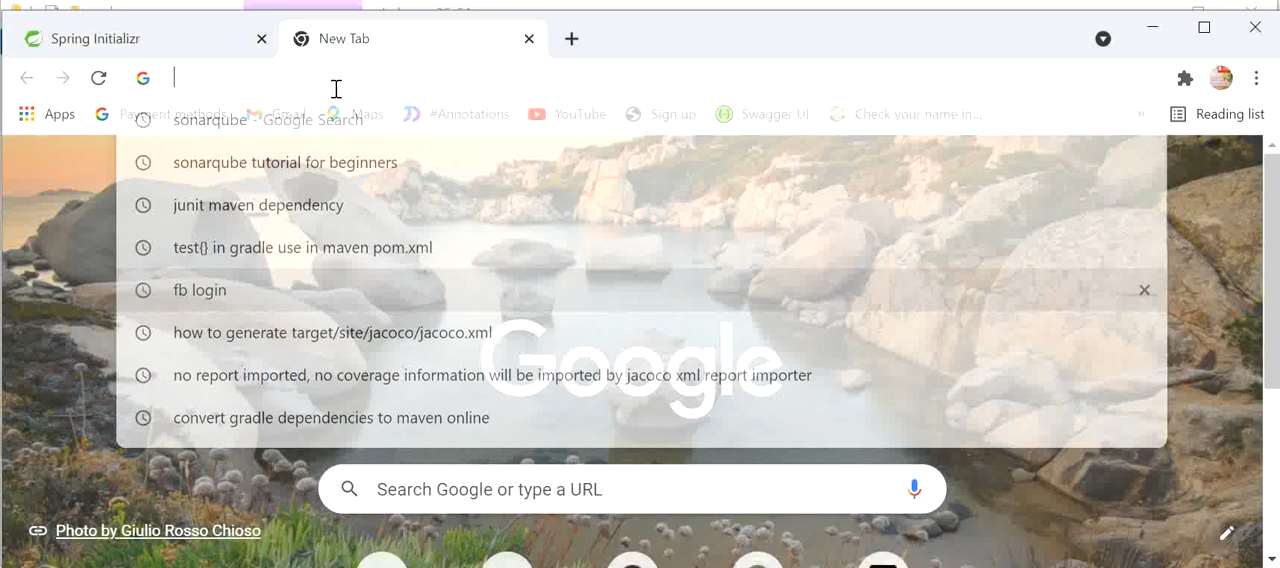 Spring Initializr
New Tab
Apps
Payment methods
Gmail
Maps
#Annotations
YouTube
Sign up
Swagger UI
Check your name in...
»
Reading list
sonarqube - Google Search
sonarqube tutorial for beginners
junit maven dependency
test{} in gradle use in maven pom.xml
fb login
how to generate target/site/jacoco/jacoco.xml
Google
no report imported, no coverage information will be imported by jacoco xml report importer
convert gradle dependencies to maven online
Search Google or type a URL
Photo by Giulio Rosso Chioso